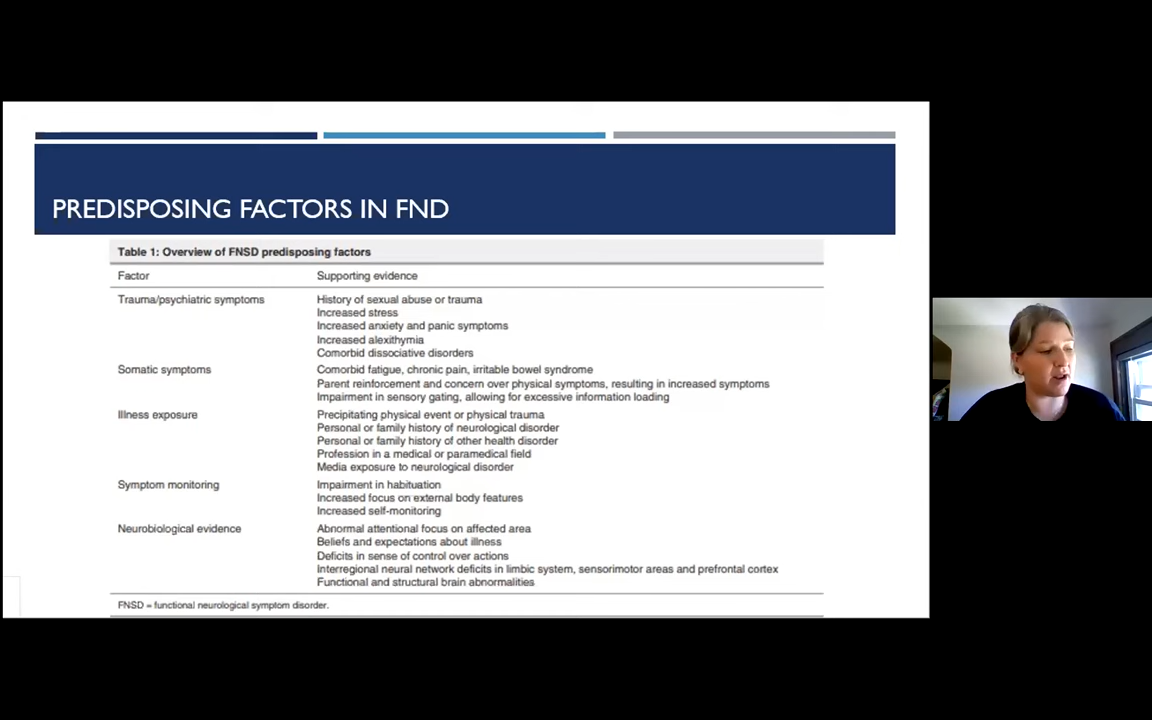 PREDISPOSING FACTORS IN FND
Table 1: Overview of FNSD predisposing factors
Factor Supporting evidence
Trauma/psychiatric symptoms History of sexual abuse or trauma
Increased stress
Increased anxiety and panic symptoms
Increased alexithymia
Comorbid dissociative disorders
Somatic symptoms Comorbid fatigue, chronic pain, irritable bowel syndrome
Parent reinforcement and concern over physical symptoms, resulting in increased symptoms
Impairment in sensory gating, allowing for excessive information loading
Illness exposure Precipitating physical event or physical trauma
Personal or family history of neurological disorder
Personal or family history of other health disorder
Profession in a medical or paramedical field
Media exposure to neurological disorder
Symptom monitoring Impairment in habituation
Increased focus on external body features
Increased self-monitoring
Neurobiological evidence Abnormal attentional focus on affected area
Beliefs and expectations about illness
Deficits in sense of control over actions
Interregional neural network deficits in limbic system, sensorimotor areas and prefrontal cortex
Functional and structural brain abnormalities
FNSD = functional neurological symptom disorder.